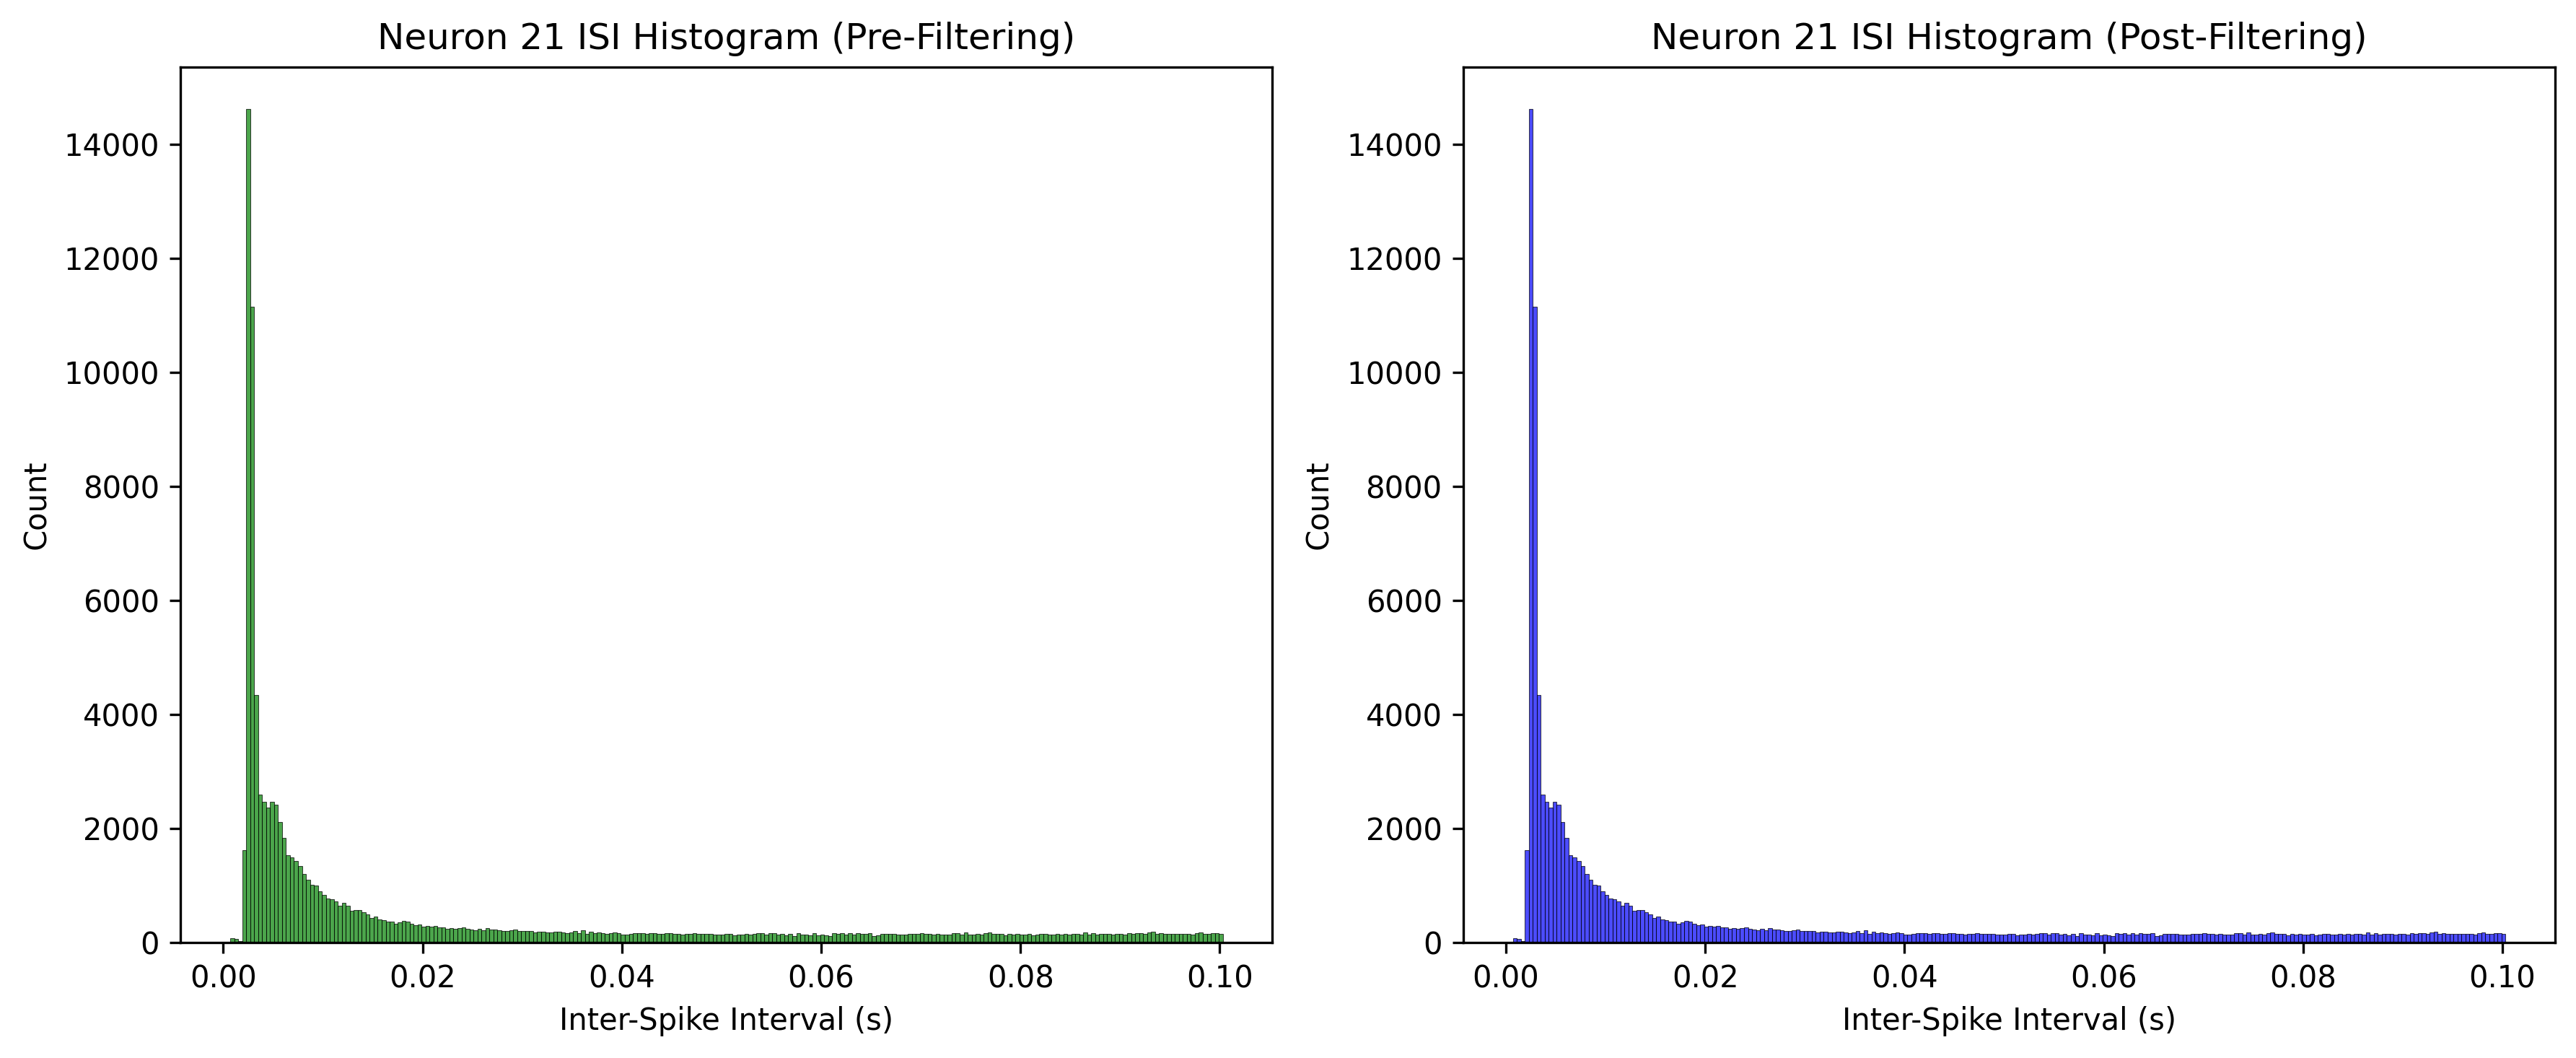 Neuron 21 ISI Histogram (Pre-Filtering)
14000
12000
10000
8000
6000
4000
2000
0
Count
0.00 0.02 0.04 0.06 0.08 0.10
Inter-Spike Interval (s)
Neuron 21 ISI Histogram (Post-Filtering)
14000
12000
10000
8000
6000
4000
2000
0
Count
0.00 0.02 0.04 0.06 0.08 0.10
Inter-Spike Interval (s)